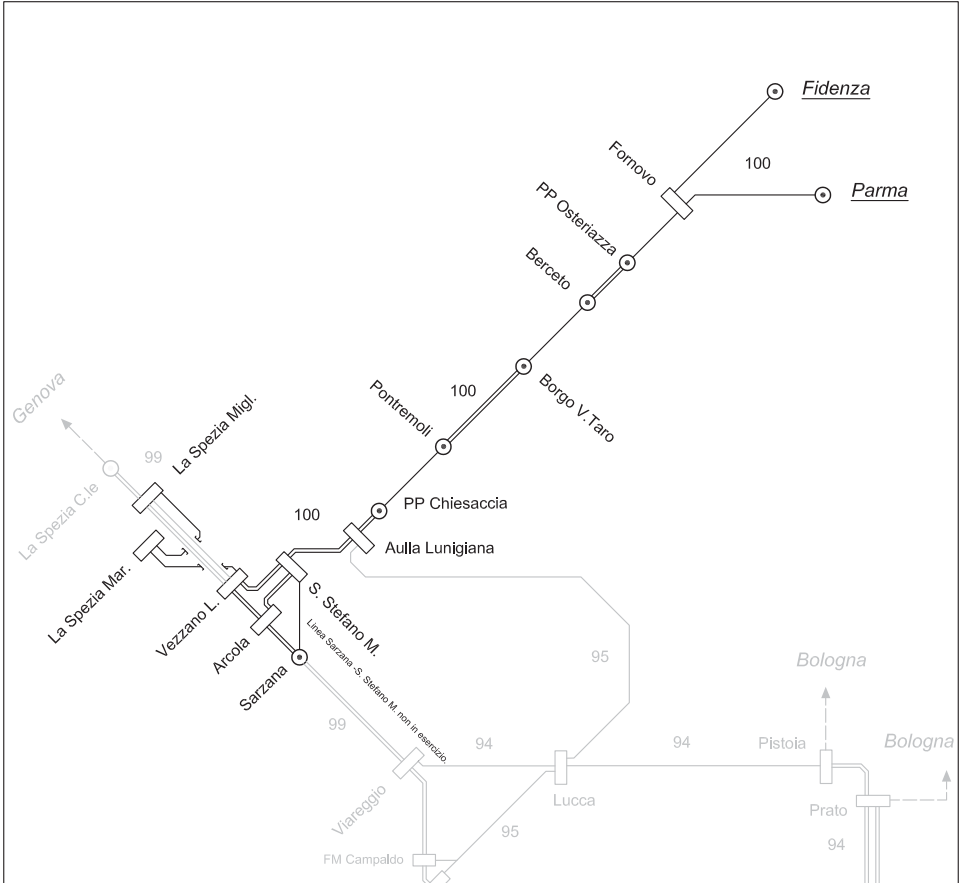 Fidenza
100
Parma
Fornovo
PP Osteriazza
Berceto
Borgo V.Taro
100
Pontremoli
Genova
99
La Spezia Migl.
La Spezia C.le
PP Chiesaccia
100
Aulla Lunigiana
La Spezia Mar.
Vezzano L.
S. Stefano M.
Arcola
Linea Sarzana -S. Stefano M. non in esercizo.
Sarzana
95
Bologna
99
94
94
Pistoia
Bologna
Viareggio
Lucca
Prato
95
94
FM Campaldo